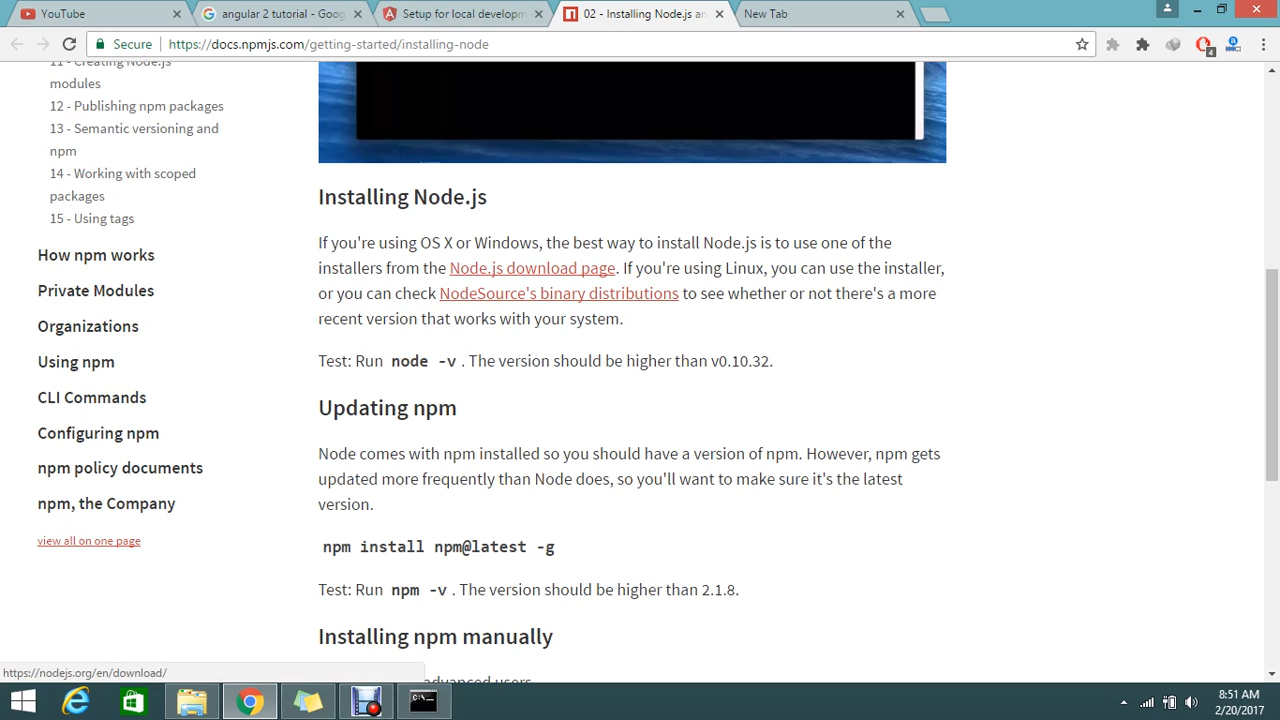 YouTube
angular 2 tutorial - Goog
Setup for local developm
02 - Installing Node.js an
New Tab
Secure
https://docs.npmjs.com/getting-started/installing-node
4
11 - Creating Node.js
modules
12 - Publishing npm packages
13 - Semantic versioning and
npm
14 - Working with scoped
packages
15 - Using tags
How npm works
Private Modules
Organizations
Using npm
CLI Commands
Configuring npm
npm policy documents
npm, the Company
view all on one page
Installing Node.js
If you're using OS X or Windows, the best way to install Node.js is to use one of the
installers from the Node.js download page. If you're using Linux, you can use the installer,
or you can check NodeSource's binary distributions to see whether or not there's a more
recent version that works with your system.
Test: Run node -v . The version should be higher than v0.10.32.
Updating npm
Node comes with npm installed so you should have a version of npm. However, npm gets
updated more frequently than Node does, so you'll want to make sure it's the latest
version.
npm install npm@latest -g
Test: Run npm -v . The version should be higher than 2.1.8.
Installing npm manually
advanced users
https://nodejs.org/en/download/
8:51 AM
2/20/2017